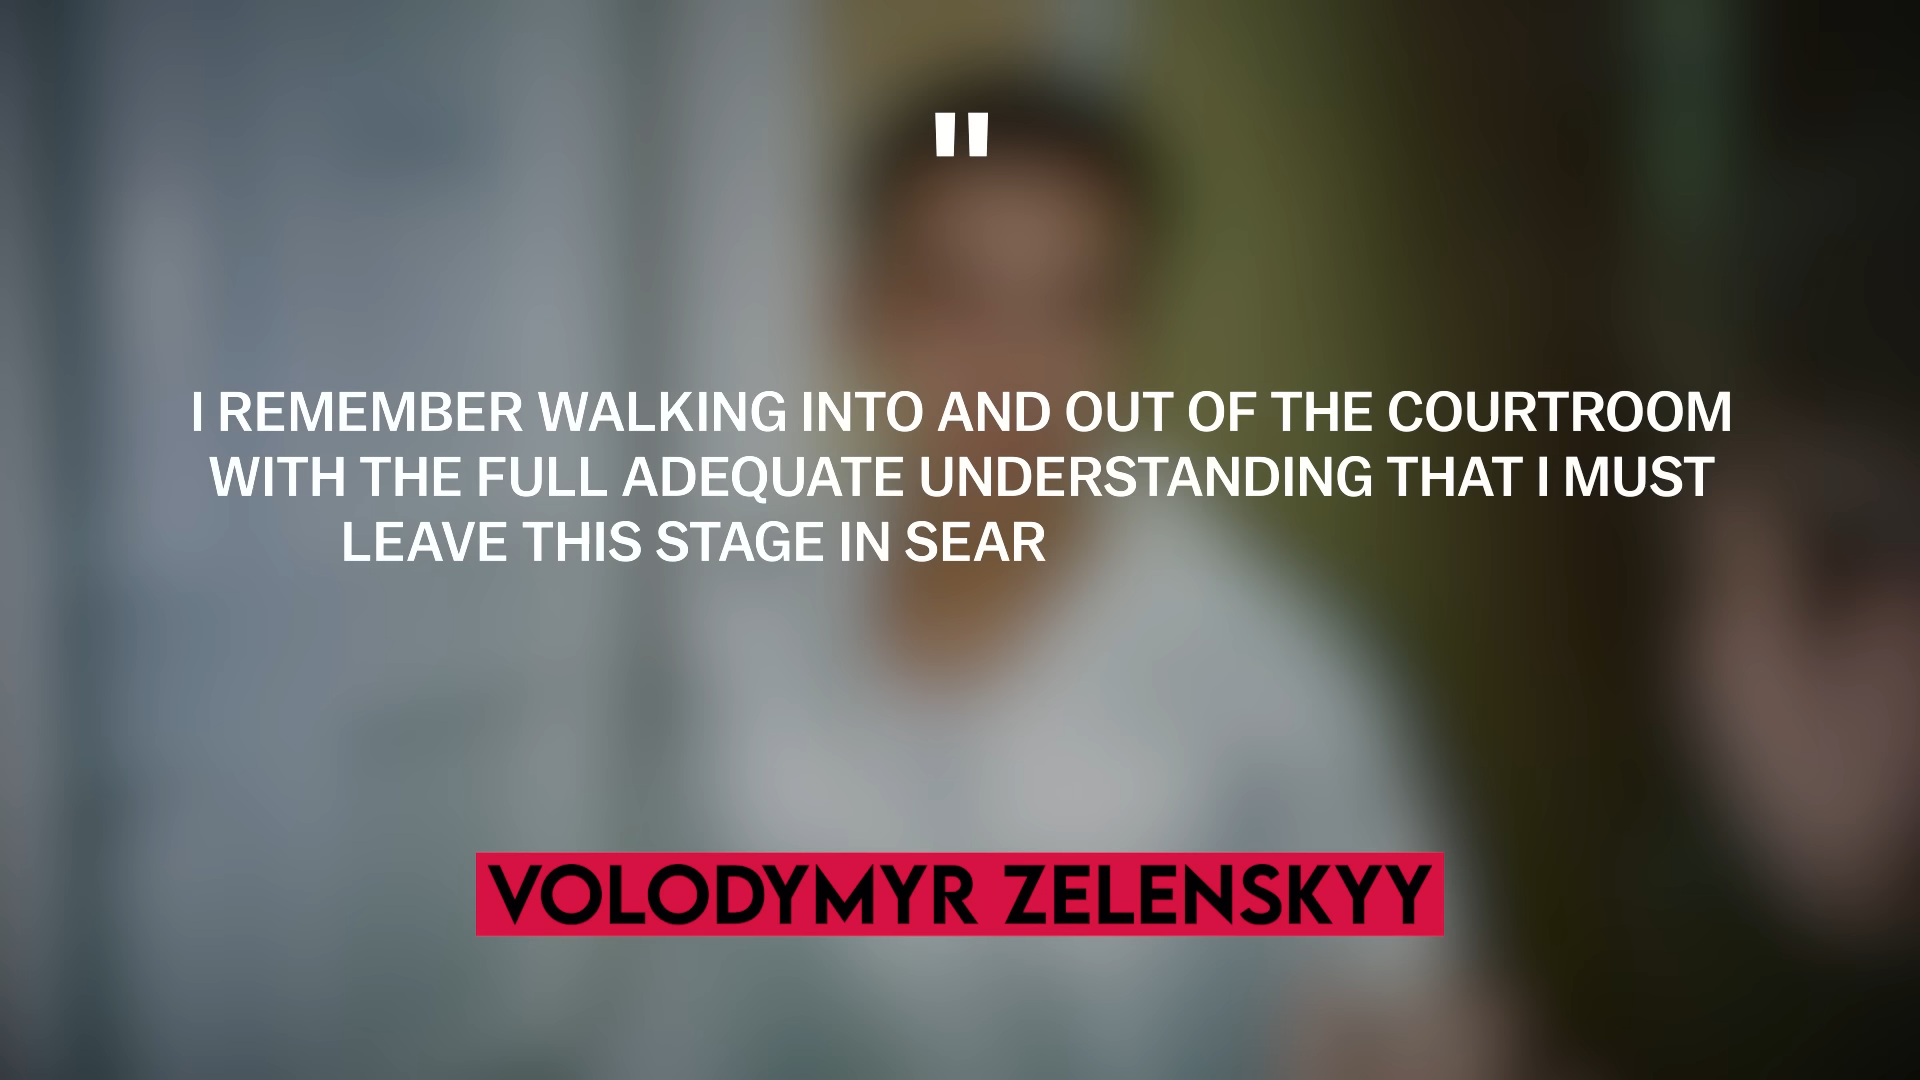 "
I REMEMBER WALKING INTO AND OUT OF THE COURTROOM
WITH THE FULL ADEQUATE UNDERSTANDING THAT I MUST
LEAVE THIS STAGE IN SEAR
VOLODYMYR ZELENSKYY